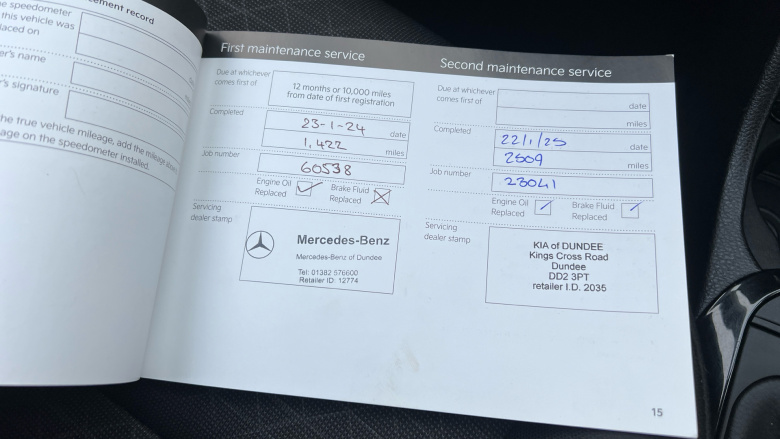 cement record
e speedometer
this vehicle was
laced on
er's name
's signature
he true vehicle mileage, add the mileage
age on the speedometer installed.
First maintenance service
Due at whichever
comes first of
12 months or 10,000 miles
from date of first registration
Completed
23-1-24 date
1,422 miles
Job number
60538
Engine Oil
Replaced
Brake Fluid
Replaced
Servicing
dealer stamp
Mercedes-Benz
Mercedes-Benz of Dundee
Tel: 01382 576600
Retailer ID: 12774
Second maintenance service
Due at whichever
comes first of
date
miles
Completed
22/1/25 date
2509 miles
Job number
28041
Engine Oil
Replaced
Brake Fluid
Replaced
Servicing
dealer stamp
KIA of DUNDEE
Kings Cross Road
Dundee
DD2 3PT
retailer I.D. 2035
15